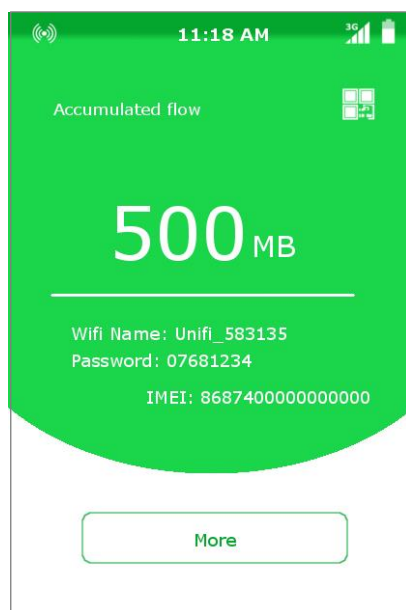 11:18 AM
3G
Accumulated flow
500 MB
Wifi Name: Unifi_583135
Password: 07681234
IMEI: 8687400000000000
More